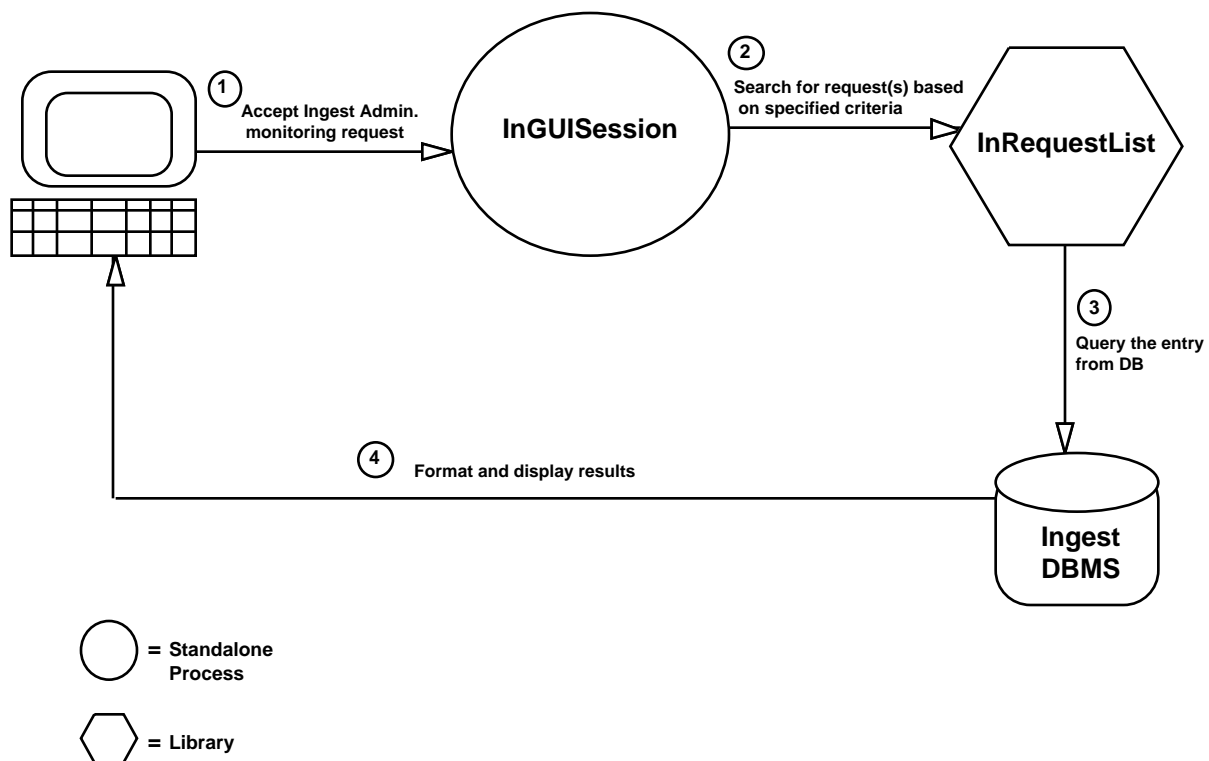 1
Accept Ingest Admin.
monitoring request
InGUISession
2
Search for request(s) based
on specified criteria
InRequestList
3
Query the entry
from DB
4
Format and display results
Ingest
DBMS
= Standalone
Process
= Library